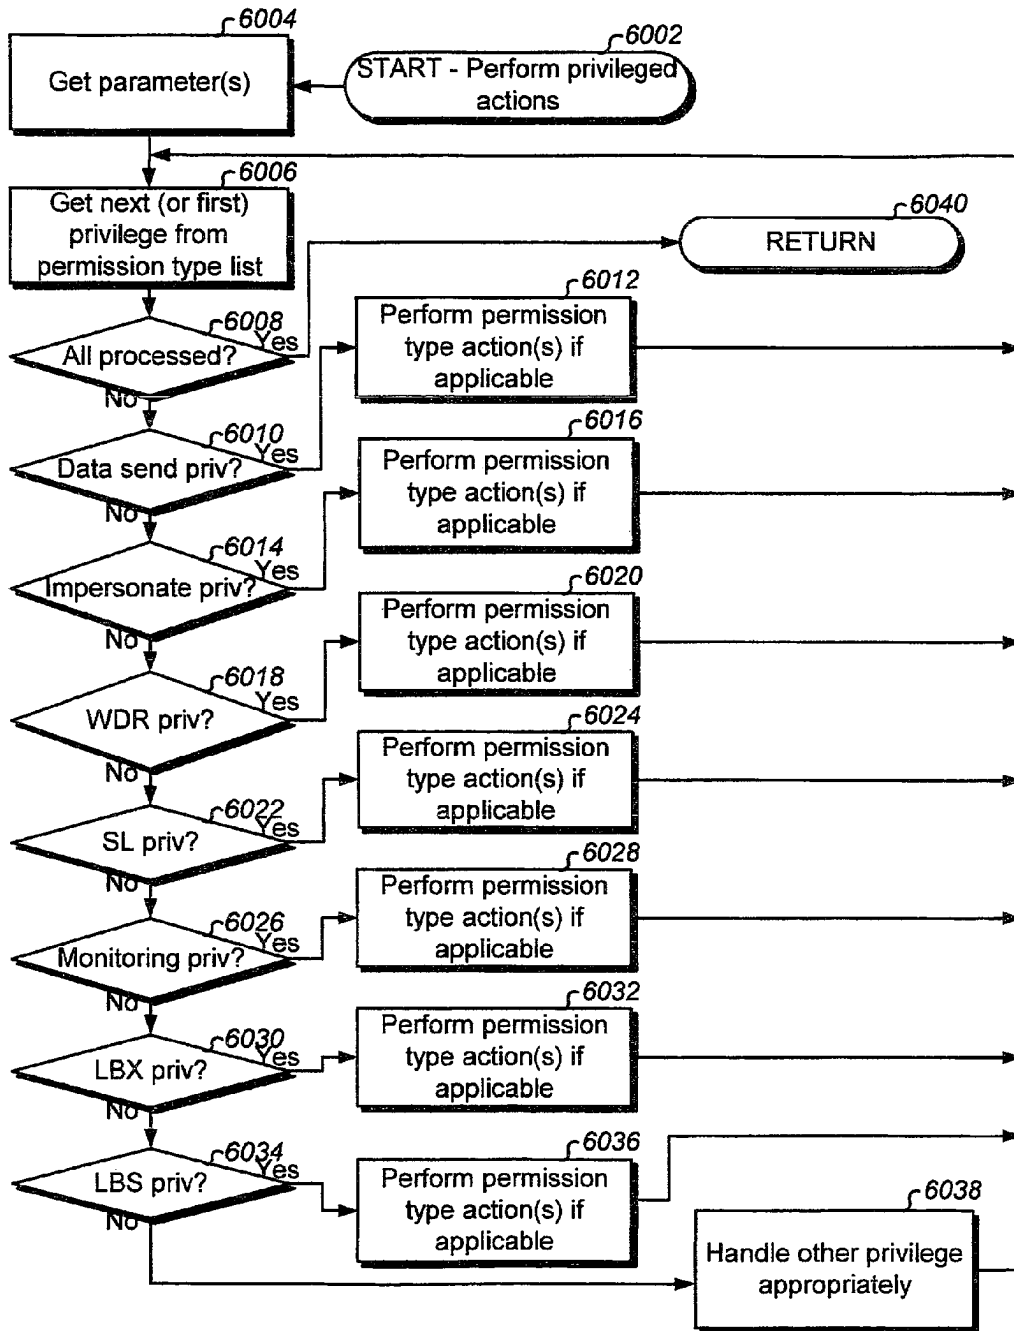 6004
6002
Get parameter(s)
START - Perform privileged
actions
6006
Get next (or first)
privilege from
permission type list
6040
RETURN
6008
All processed?
Yes
No
6012
Perform permission
type action(s) if
applicable
6010
Data send priv?
Yes
No
6016
Perform permission
type action(s) if
applicable
6014
Impersonate priv?
Yes
No
6020
Perform permission
type action(s) if
applicable
6018
WDR priv?
Yes
No
6024
Perform permission
type action(s) if
applicable
6022
SL priv?
Yes
No
6028
Perform permission
type action(s) if
applicable
6026
Monitoring priv?
Yes
No
6032
Perform permission
type action(s) if
applicable
6030
LBX priv?
Yes
No
6036
Perform permission
type action(s) if
applicable
6034
LBS priv?
Yes
No
6038
Handle other privilege
appropriately